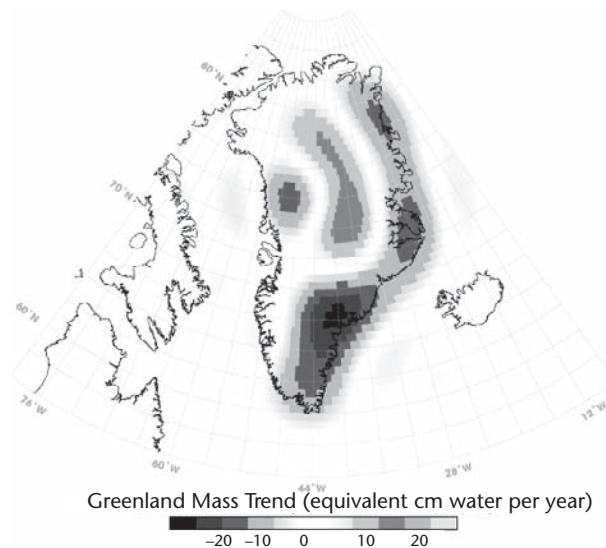 80°N
70°N
60°N
76°W
60°W
44°W
28°W
12°W
Greenland Mass Trend (equivalent cm water per year)
−20 −10 0 10 20